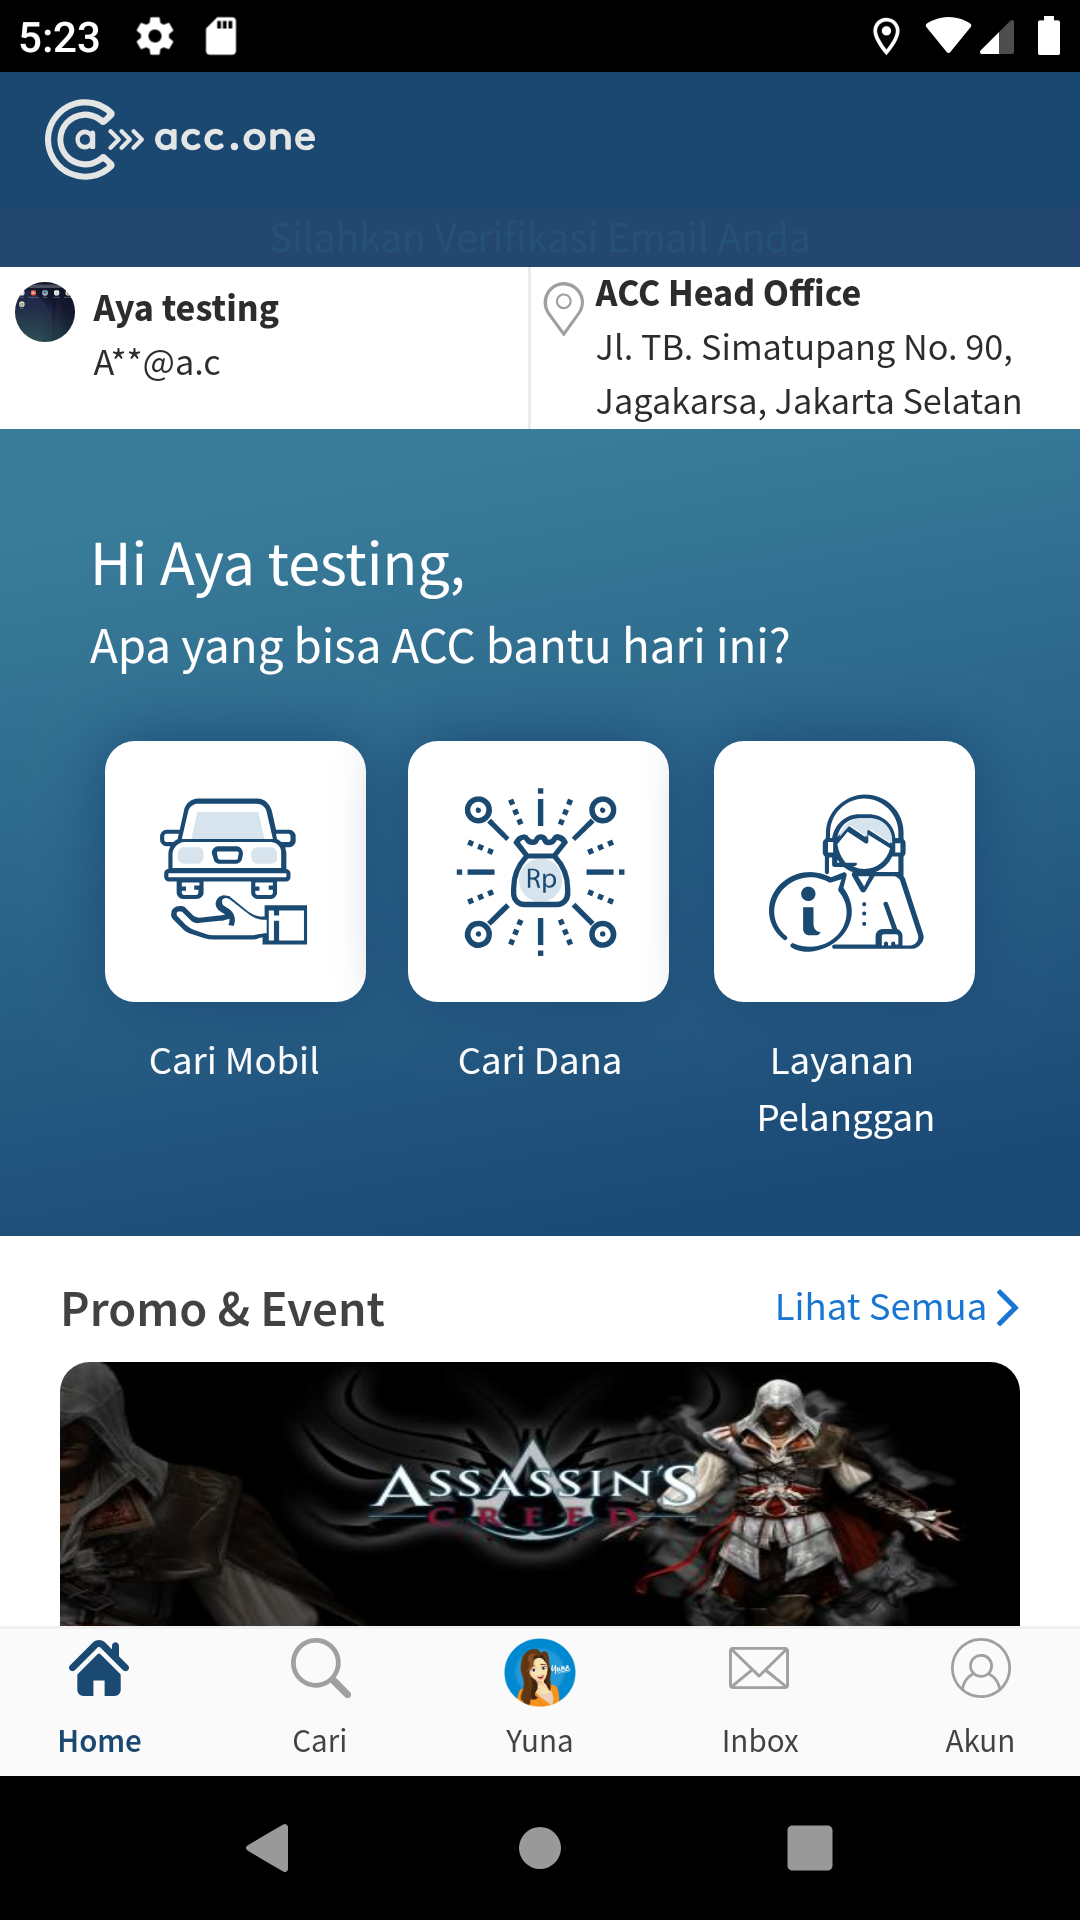 5:23
acc.one
Silahkan Verifikasi Email Anda
Aya testing
A**@a.c
ACC Head Office
Jl. TB. Simatupang No. 90,
Jagakarsa, Jakarta Selatan
Hi Aya testing,
Apa yang bisa ACC bantu hari ini?
Rp
Cari Mobil
Cari Dana
Layanan
Pelanggan
Promo & Event
Lihat Semua
ASSASSIN'S
CREED
Home
Cari
Yuna
Inbox
Akun